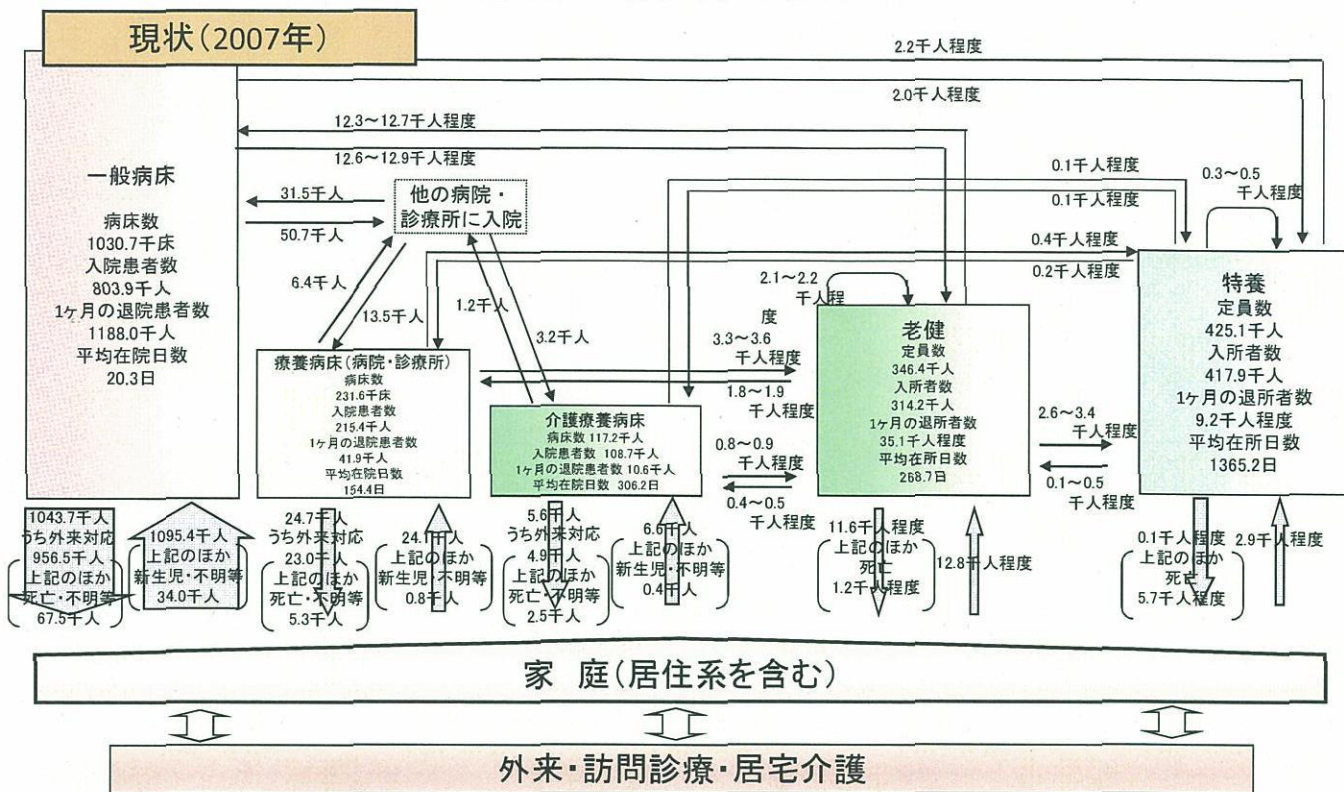 現状(2007年)
2.2千人程度
2.0千人程度
12.3～12.7千人程度
12.6～12.9千人程度
一般病床
病床数
1030.7千床
入院患者数
803.9千人
1ヶ月の退院患者数
1188.0千人
平均在院日数
20.3日
31.5千人
50.7千人
他の病院・
診療所に入院
0.1千人程度
0.1千人程度
0.3～0.5
千人程度
6.4千人
13.5千人
1.2千人
3.2千人
0.4千人程度
0.2千人程度
2.1～2.2
千人程
度
3.3～3.6
千人程度
1.8～1.9
千人程度
療養病床(病院・診療所)
病床数
231.6千床
入院患者数
215.4千人
1ヶ月の退院患者数
41.9千人
平均在院日数
154.4日
介護療養病床
病床数 117.2千人
入院患者数 108.7千人
1ヶ月の退院患者数 10.6千人
平均在院日数 306.2日
0.8～0.9
千人程度
0.4～0.5
千人程度
老健
定員数
346.4千人
入所者数
314.2千人
1ヶ月の退所者数
35.1千人程度
平均在所日数
268.7日
2.6～3.4
千人程度
0.1～0.5
千人程度
特養
定員数
425.1千人
入所者数
417.9千人
1ヶ月の退所者数
9.2千人程度
平均在所日数
1365.2日
1043.7千人
うち外来対応
956.5千人
上記のほか
死亡・不明等
67.5千人
1095.4千人
上記のほか
新生児・不明等
34.0千人
24.7千人
うち外来対応
23.0千人
上記のほか
死亡・不明等
5.3千人
上記のほか
新生児・不明等
0.8千人
5.6千人
うち外来対応
4.9千人
上記のほか
死亡・不明等
2.5千人
6.6千人
上記のほか
新生児・不明等
0.4千人
11.6千人程度
上記のほか
死亡
1.2千人程度
12.8千人程度
0.1千人程度
上記のほか
死亡
5.7千人程度
2.9千人程度
家 庭(居住系を含む)
外来・訪問診療・居宅介護